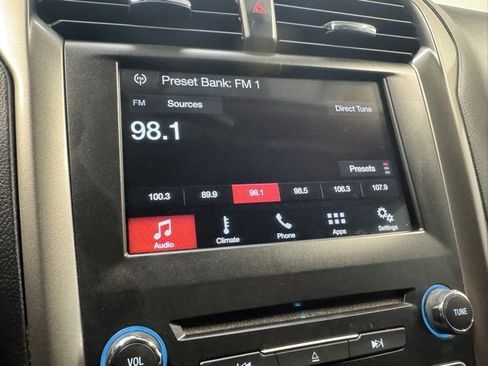 Preset Bank: FM 1
FM Sources Direct Tune
98.1
Presets
100.3 89.9 98.1 98.5 106.3 107.9
Audio Climate Phone Apps Settings
VOL TUNE